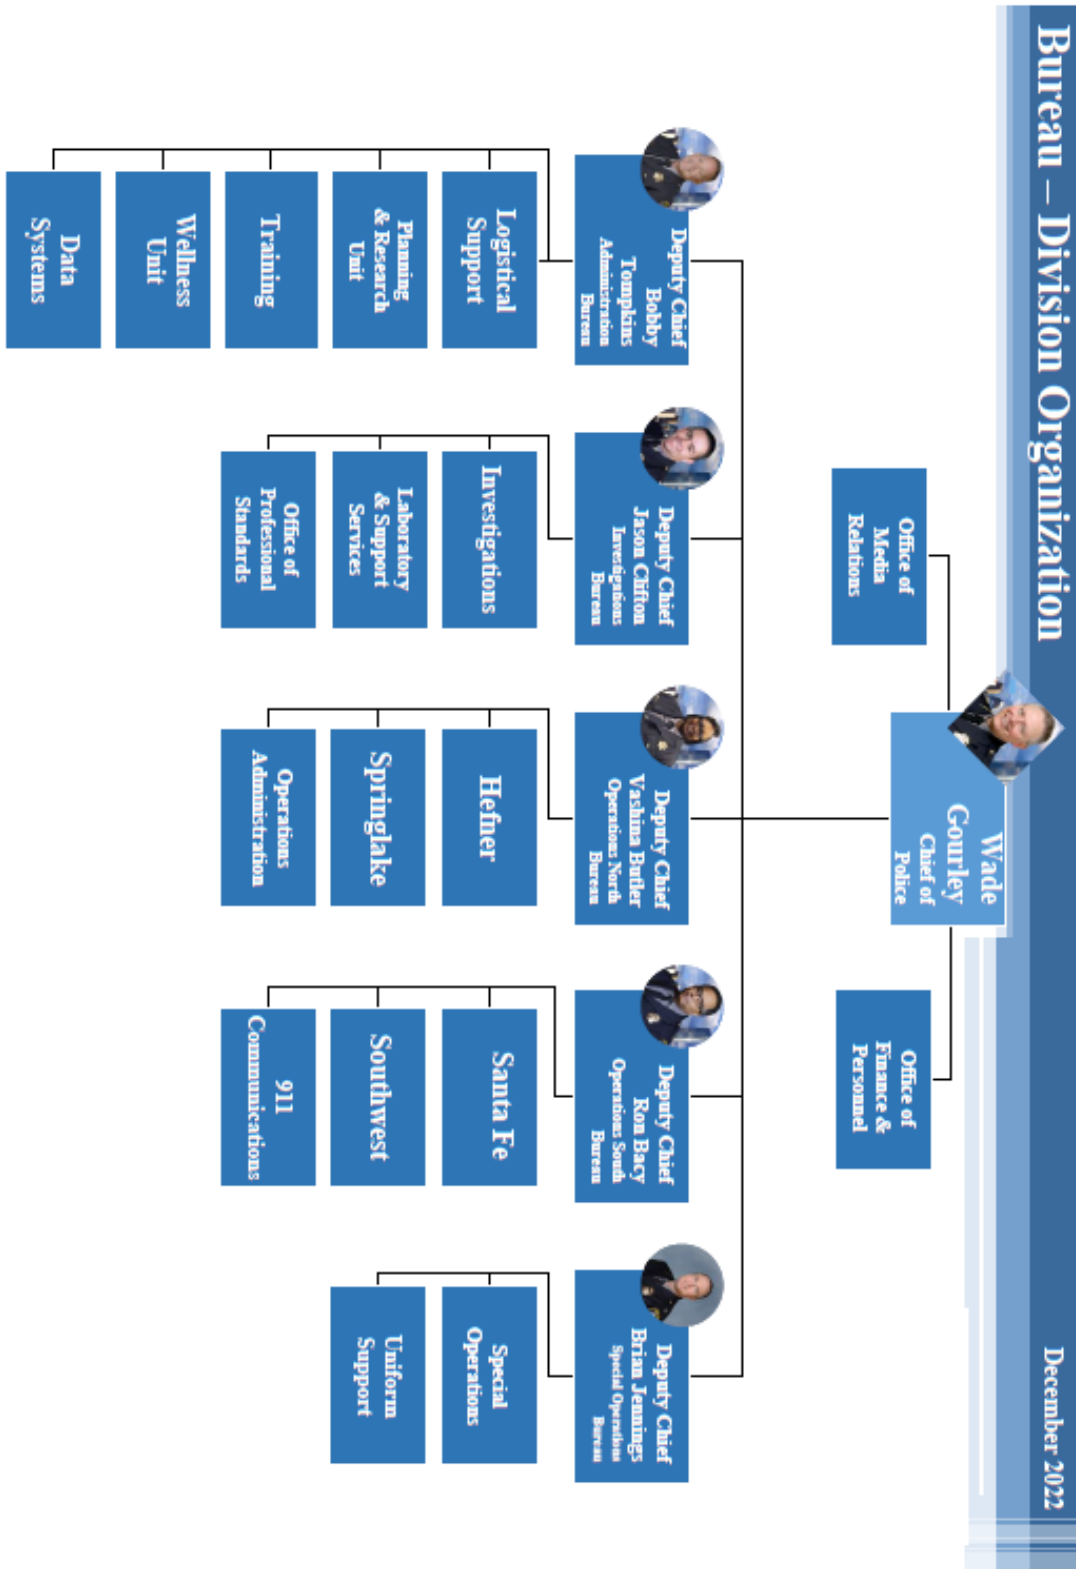 Bureau – Division Organization
December 2022
Wade
Gourley
Chief of
Police
Office of
Media
Relations
Office of
Finance &
Personnel
Deputy Chief
Bobby
Tompkins
Administration
Bureau
Logistical
Support
Planning
& Research
Unit
Training
Wellness
Unit
Data
Systems
Deputy Chief
Jason Clifton
Investigations
Bureau
Investigations
Laboratory
& Support
Services
Office of
Professional
Standards
Deputy Chief
Vashina Butler
Operations North
Bureau
Hefner
Springlake
Operations
Administration
Deputy Chief
Ron Bacy
Operations South
Bureau
Santa Fe
Southwest
911
Communications
Deputy Chief
Brian Jennings
Special Operations
Bureau
Special
Operations
Uniform
Support